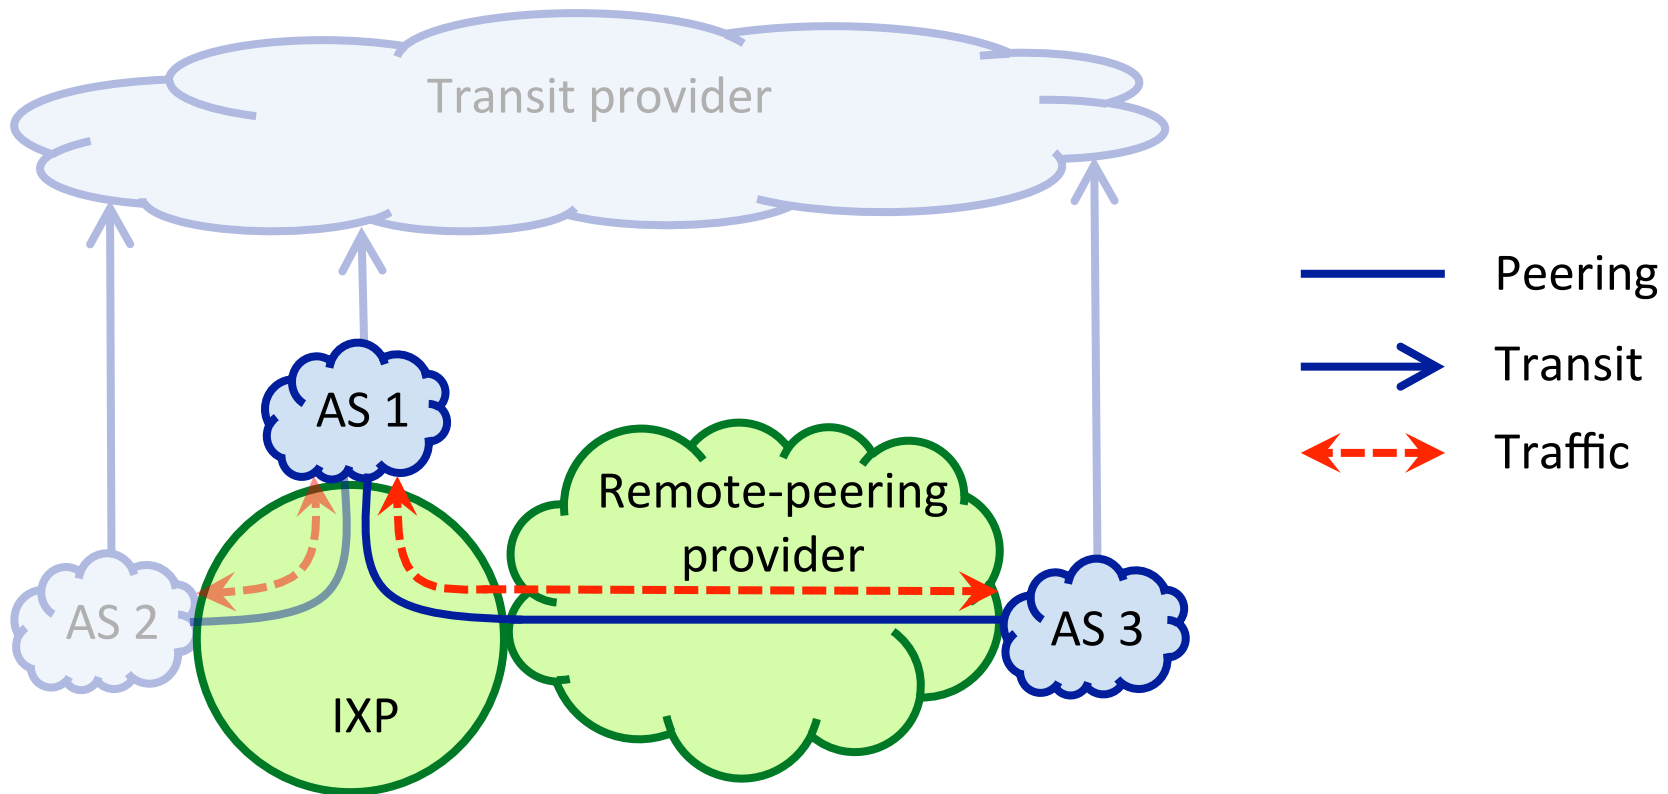 Transit provider
Peering
Transit
Traffic
AS 1
Remote-peering
provider
AS 2
AS 3
IXP